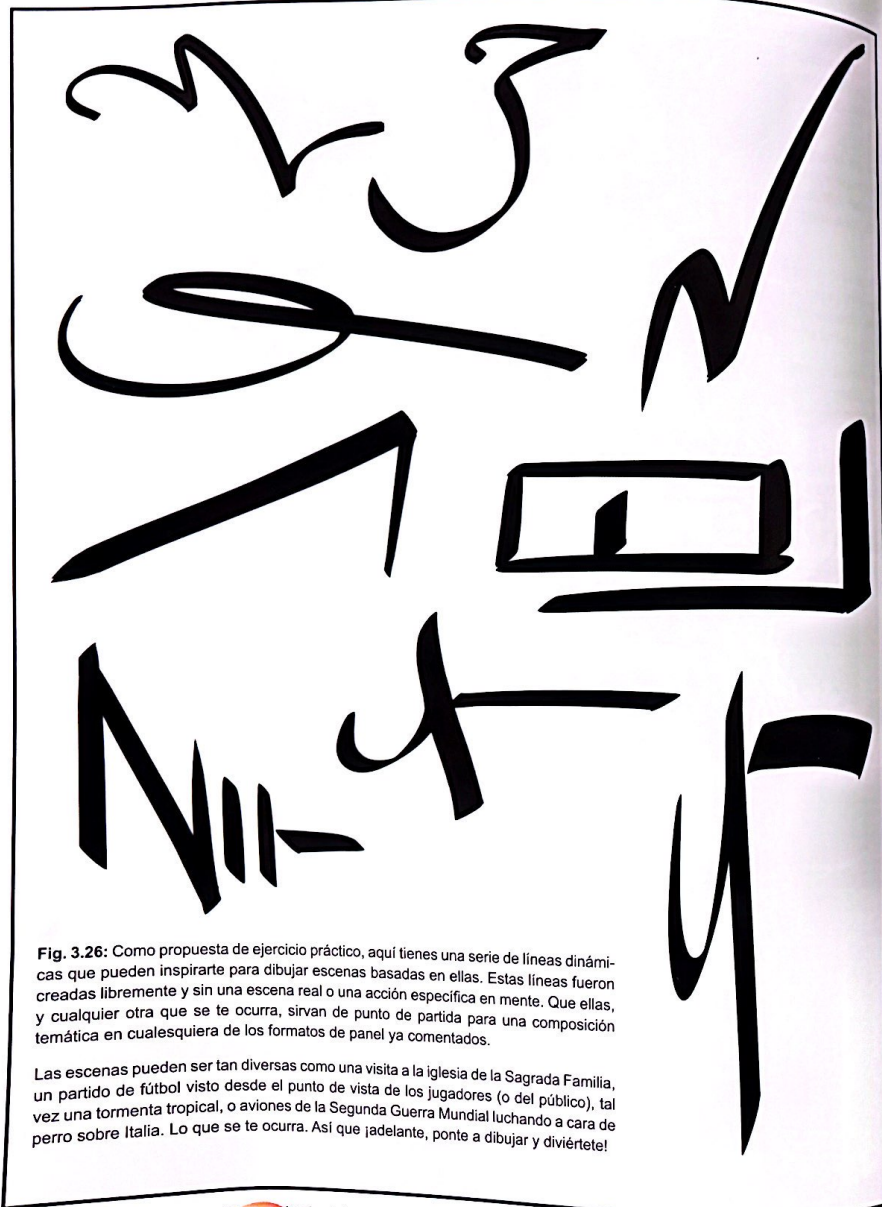 Fig. 3.26: Como propuesta de ejercicio práctico, aquí tienes una serie de líneas dinámi-
cas que pueden inspirarte para dibujar escenas basadas en ellas. Estas líneas fueron
creadas libremente y sin una escena real o una acción específica en mente. Que ellas,
y cualquier otra que se te ocurra, sirvan de punto de partida para una composición
temática en cualesquiera de los formatos de panel ya comentados.
Las escenas pueden ser tan diversas como una visita a la iglesia de la Sagrada Familia,
un partido de fútbol visto desde el punto de vista de los jugadores (o del público), tal
vez una tormenta tropical, o aviones de la Segunda Guerra Mundial luchando a cara de
perro sobre Italia. Lo que se te ocurra. Así que ¡adelante, ponte a dibujar y diviértete!